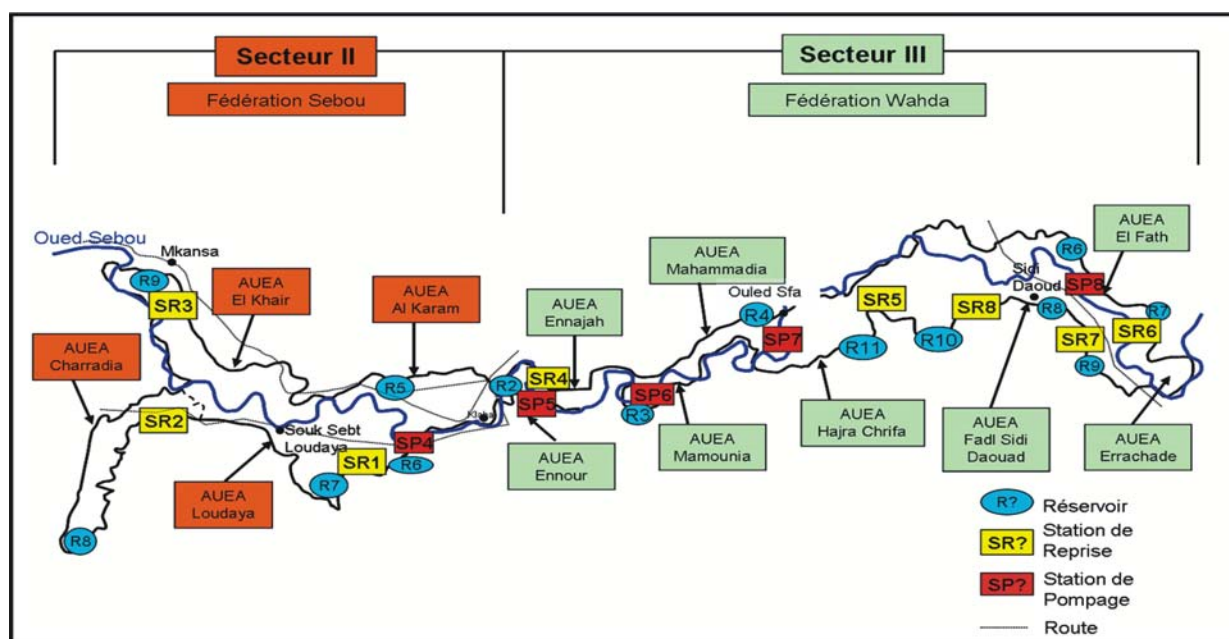 Secteur II
Secteur III
Fédération Sebou
Fédération Wahda
Oued Sebou
Mkansa
R9
SR3
AUEA
El Khair
AUEA
Al Karam
AUEA
Ennajah
AUEA
Mahammadia
Ouled Sfa
R4
SP7
SR5
R11
R10
SR8
Sidi
Daoud
R8
R6
AUEA
El Fath
SP8
R7
SR6
SR7
R9
AUEA
Charradia
SR2
R5
R2
SR4
SP5
SP6
R3
Souk Sebt
Loudaya
SP4
R6
SR1
R7
R8
AUEA
Loudaya
AUEA
Ennour
AUEA
Mamounia
AUEA
Hajra Chrifa
AUEA
Fadl Sidi
Daouad
AUEA
Errachade
R?
Réservoir
SR?
Station de
Reprise
SP?
Station de
Pompage
Route